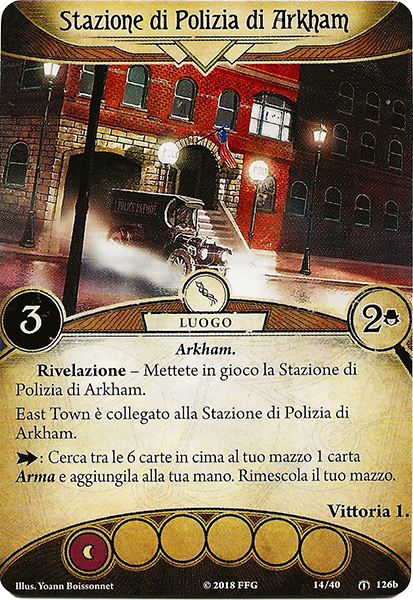 Stazione di Polizia di Arkham
POLICE PATROL
3
2
LUOGO
Arkham.
Rivelazione – Mettete in gioco la Stazione di
Polizia di Arkham.
East Town è collegato alla Stazione di Polizia di
Arkham.
: Cerca tra le 6 carte in cima al tuo mazzo 1 carta
Arma e aggiungila alla tua mano. Rimescola il tuo mazzo.
Vittoria 1.
Illus. Yoann Boissonnet
© 2018 FFG
14/40
126b